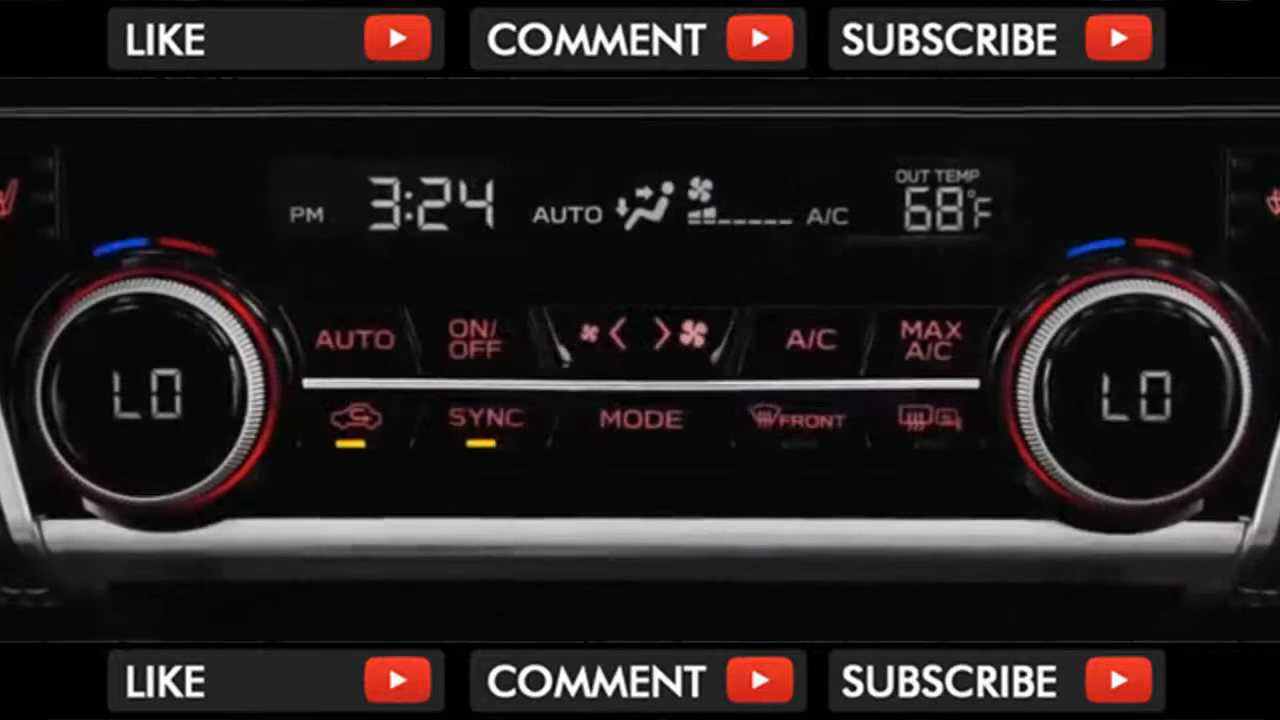 LIKE COMMENT SUBSCRIBE
OUT TEMP
PM 3:24 AUTO A/C 68°F
AUTO ON/OFF A/C MAX A/C
LO LO
SYNC MODE FRONT
LIKE COMMENT SUBSCRIBE